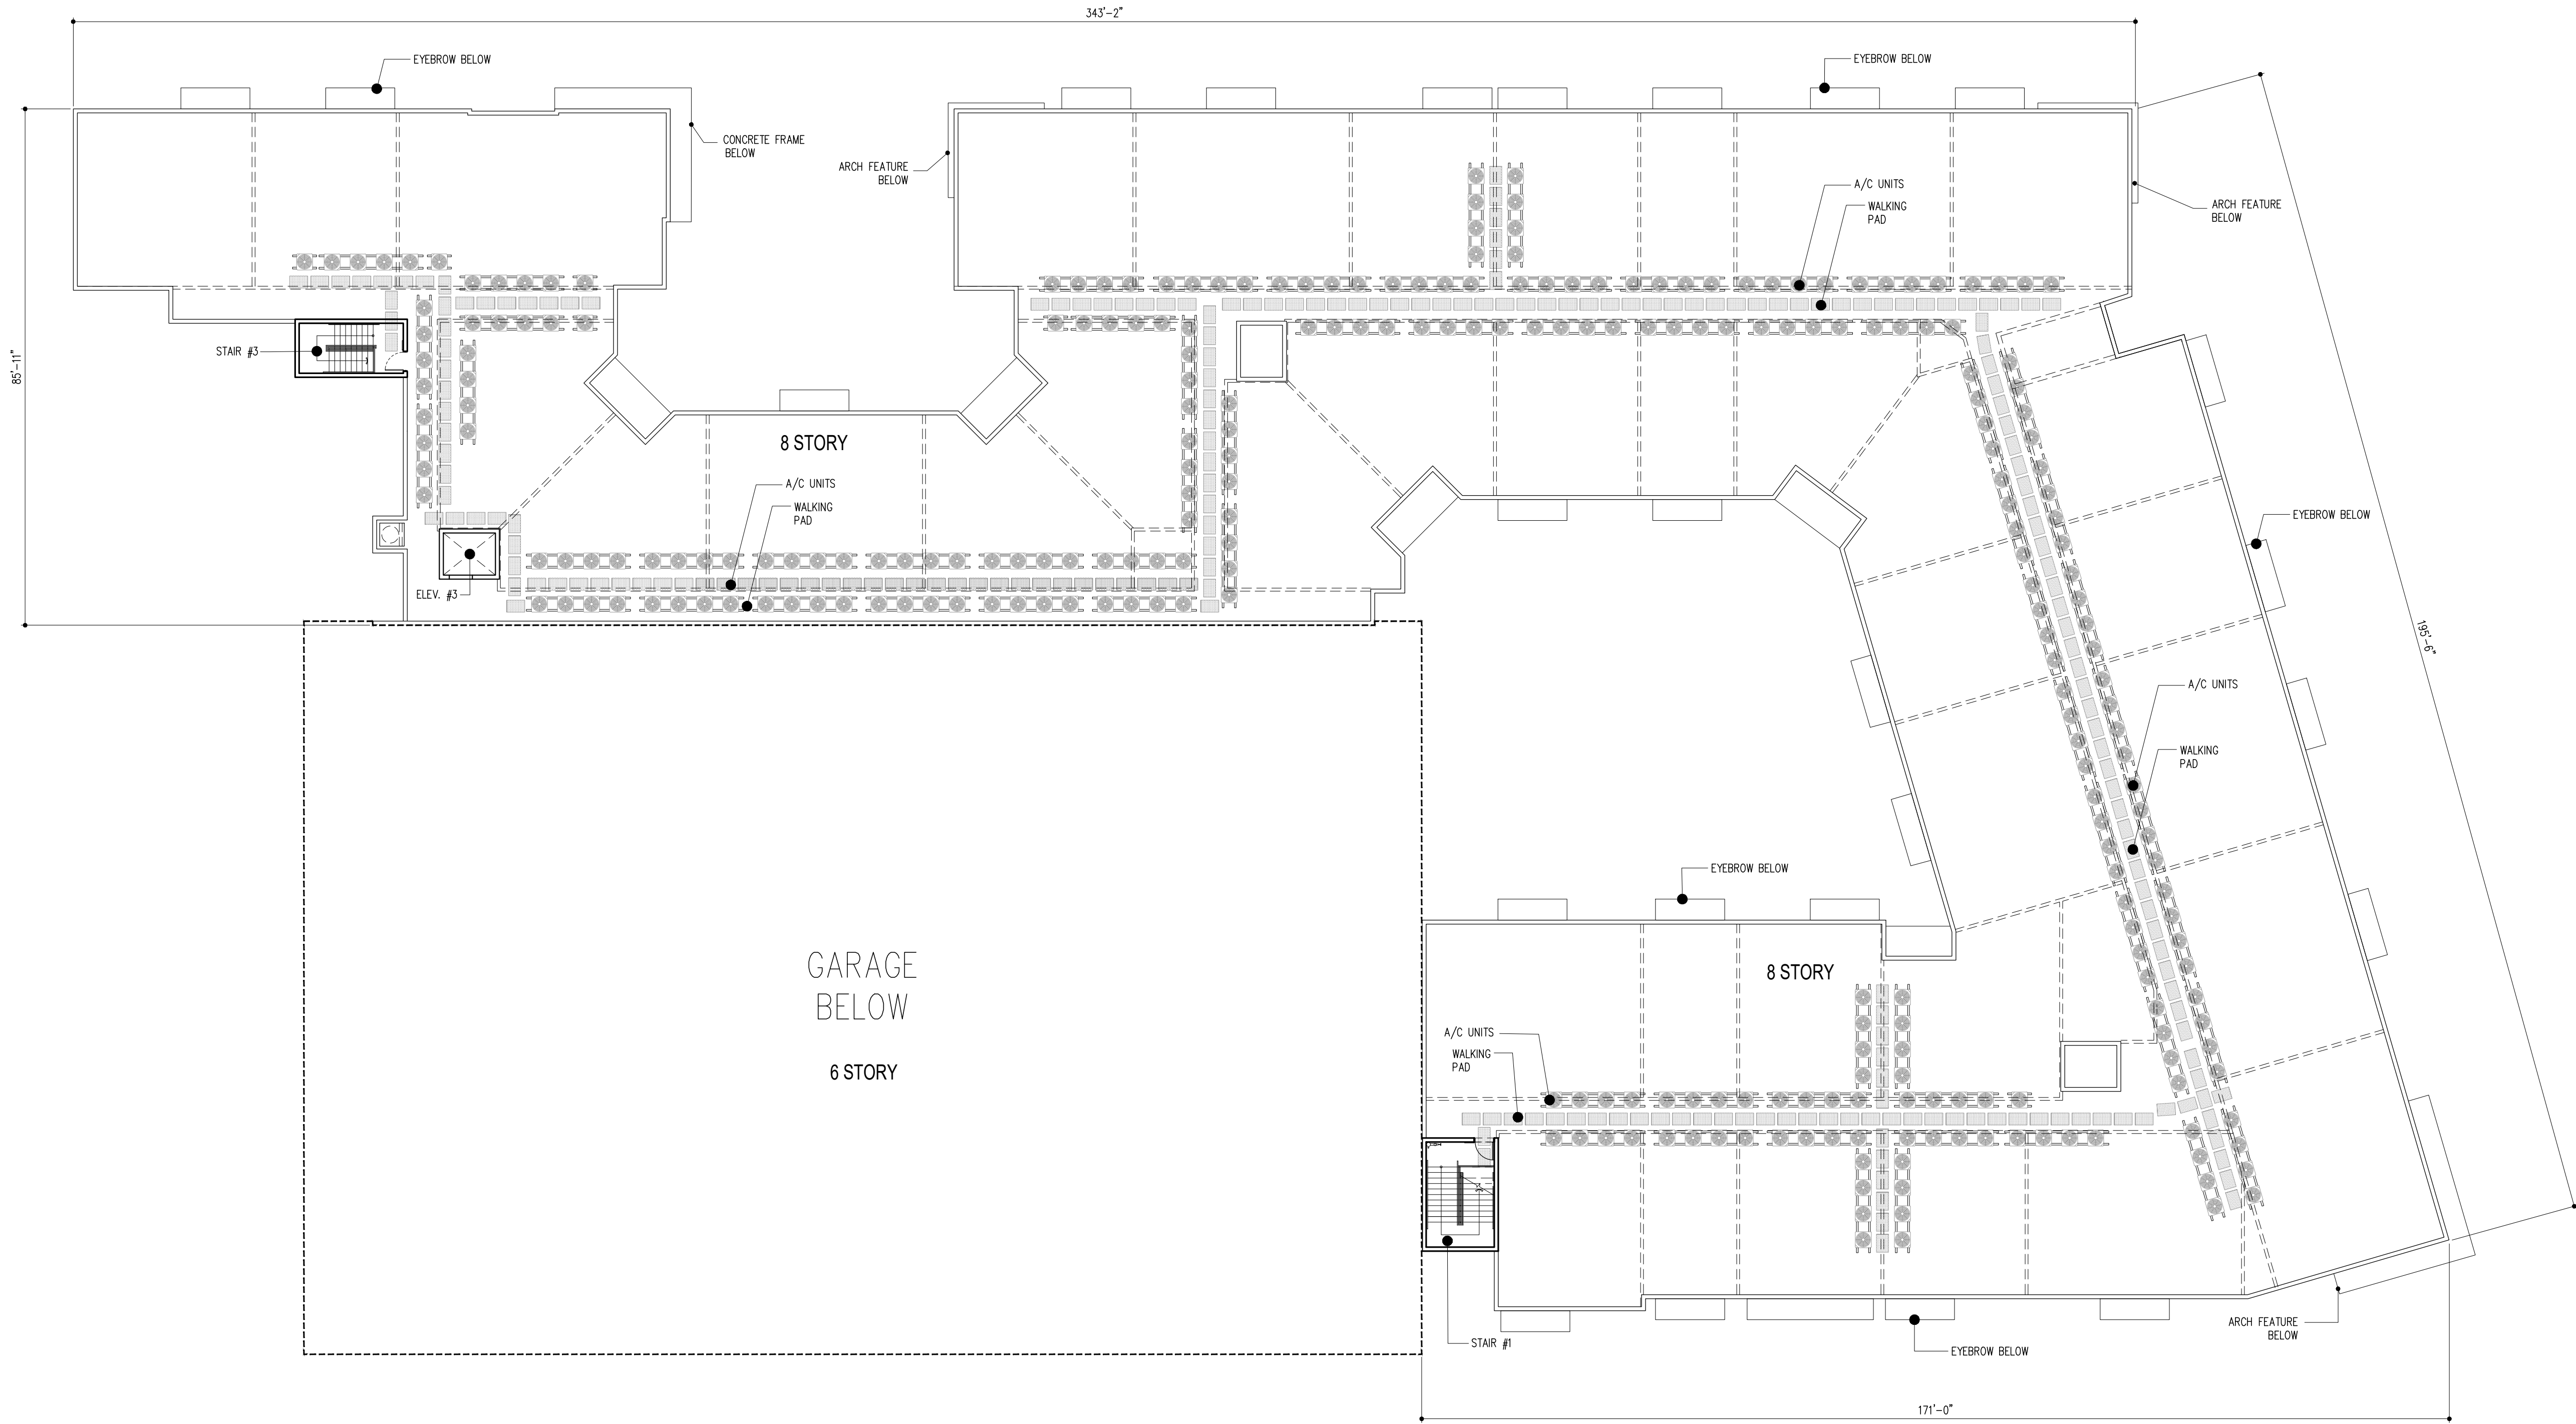 343'-2"
EYEBROW BELOW
EYEBROW BELOW
CONCRETE FRAME
BELOW
ARCH FEATURE
BELOW
A/C UNITS
WALKING
PAD
ARCH FEATURE
BELOW
STAIR #3
85'-11"
8 STORY
A/C UNITS
WALKING
PAD
EYEBROW BELOW
ELEV. #3
195'-6"
A/C UNITS
WALKING
PAD
EYEBROW BELOW
GARAGE
BELOW
8 STORY
A/C UNITS
WALKING
PAD
6 STORY
STAIR #1
ARCH FEATURE
BELOW
EYEBROW BELOW
171'-0"